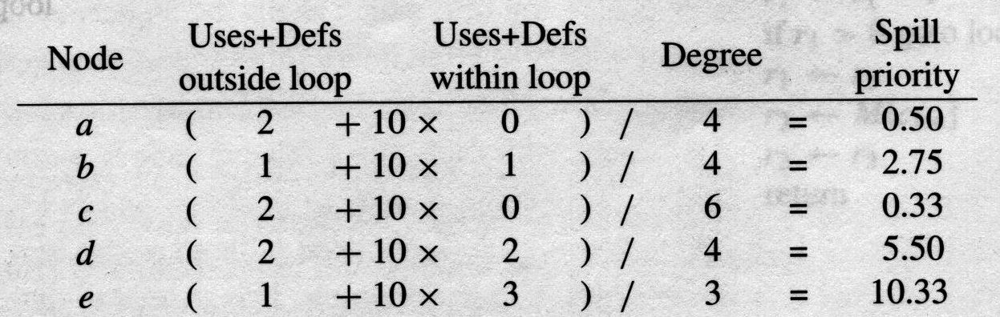 Node Uses+Defs outside loop Uses+Defs within loop Degree Spill priority
a ( 2 + 10 × 0 ) / 4 = 0.50
b ( 1 + 10 × 1 ) / 4 = 2.75
c ( 2 + 10 × 0 ) / 6 = 0.33
d ( 2 + 10 × 2 ) / 4 = 5.50
e ( 1 + 10 × 3 ) / 3 = 10.33